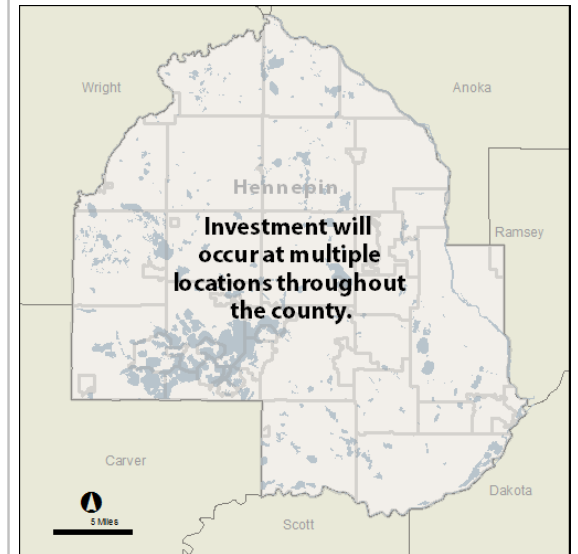 Wright
Anoka
Hennepin
Ramsey
Investment will
occur at multiple
locations throughout
the county.
Carver
Dakota
5 Miles
Scott